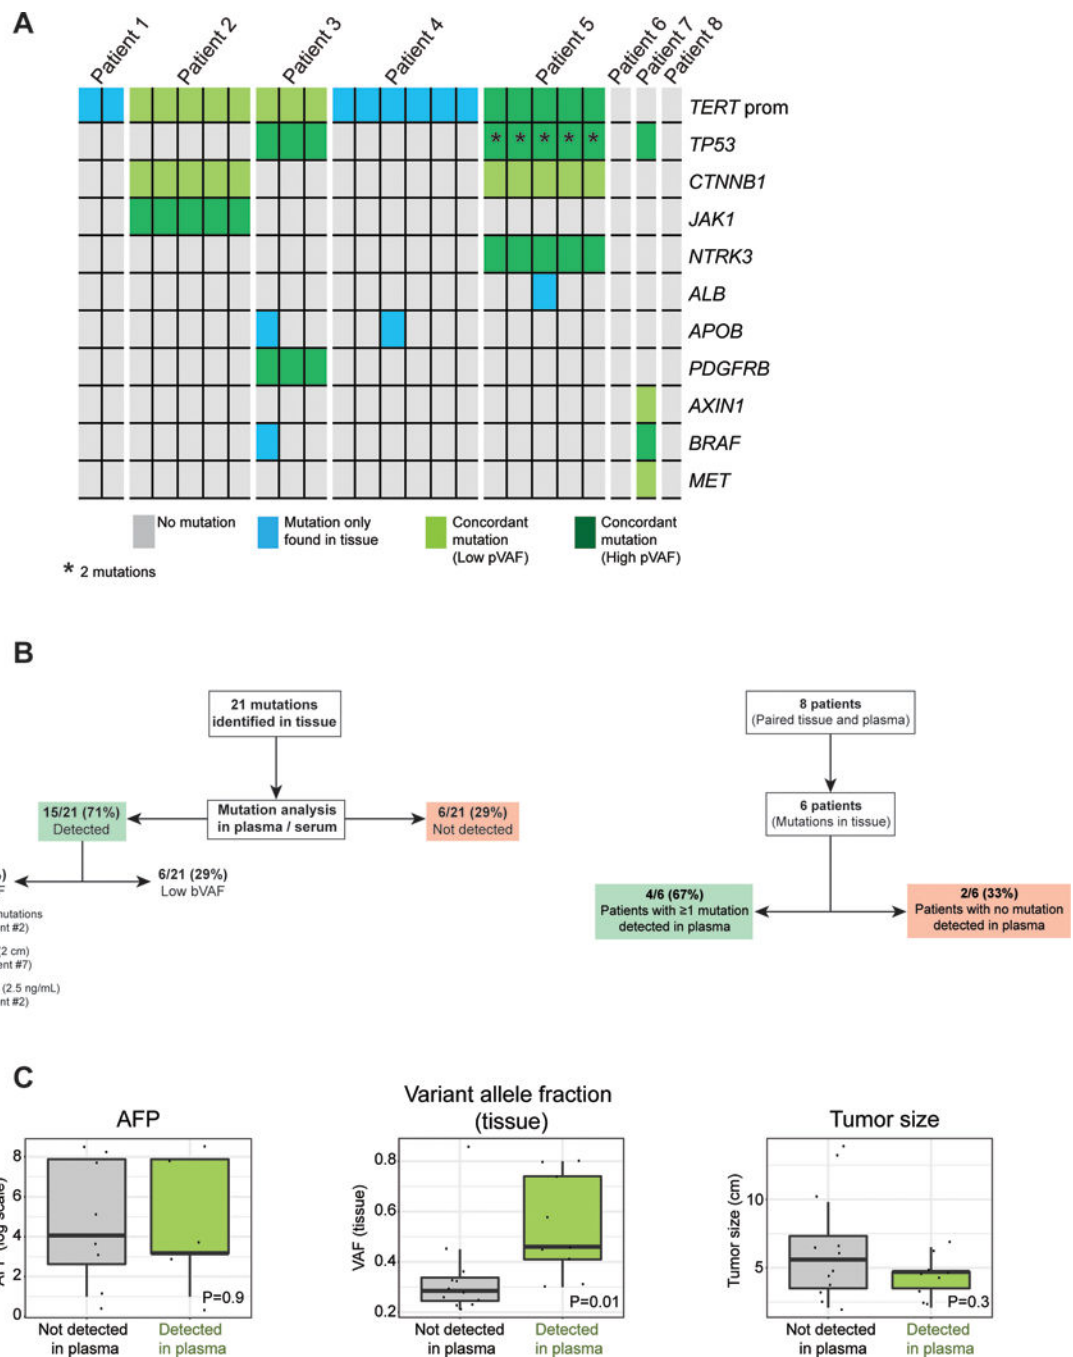 A
Patient 1
Patient 2
Patient 3
Patient 4
Patient 5
Patient 6
Patient 7
Patient 8
TERT prom
* * * * *
TP53
CTNNB1
JAK1
NTRK3
ALB
APOB
PDGFRB
AXIN1
BRAF
MET
No mutation
Mutation only
found in tissue
Concordant
mutation
(Low pVAF)
Concordant
mutation
(High pVAF)
* 2 mutations
B
21 mutations
identified in tissue
15/21 (71%)
Detected
Mutation analysis
in plasma / serum
6/21 (29%)
Not detected
6/21 (29%)
Low bVAF
(2 cm)
(2.5 ng/mL)
8 patients
(Paired tissue and plasma)
6 patients
(Mutations in tissue)
4/6 (67%)
Patients with ≥1 mutation
detected in plasma
2/6 (33%)
Patients with no mutation
detected in plasma
C
AFP
(log scale)
8
6
4
2
0
P=0.9
Not detected
in plasma
Detected
in plasma
Variant allele fraction
(tissue)
VAF (tissue)
0.8
0.6
0.4
0.2
P=0.01
Not detected
in plasma
Detected
in plasma
Tumor size
Tumor size (cm)
10
5
P=0.3
Not detected
in plasma
Detected
in plasma